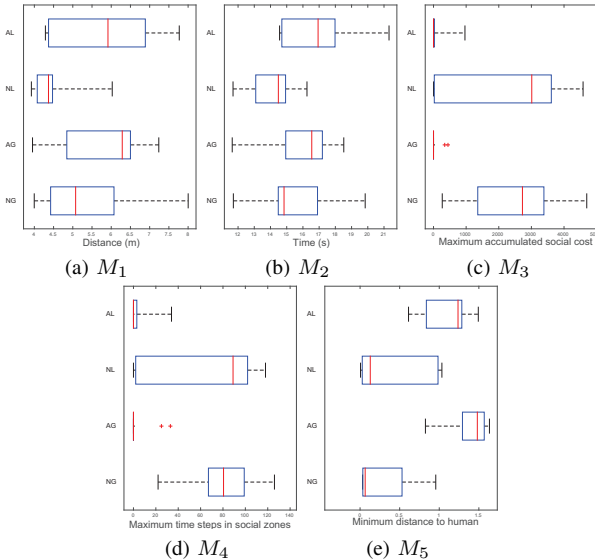 AL
NL
AG
NG
4 4.5 5 5.5 6 6.5 7 7.5 8
Distance (m)
(a) M1
AL
NL
AG
NG
12 13 14 15 16 17 18 19 20 21
Time (s)
(b) M2
AL
NL
AG
NG
0 1000 2000 3000 4000 5000
Maximum accumulated social cost
(c) M3
AL
NL
AG
NG
0 20 40 60 80 100 120 140
Maximum time steps in social zones
(d) M4
AL
NL
AG
NG
0 0.5 1 1.5
Minimum distance to human
(e) M5